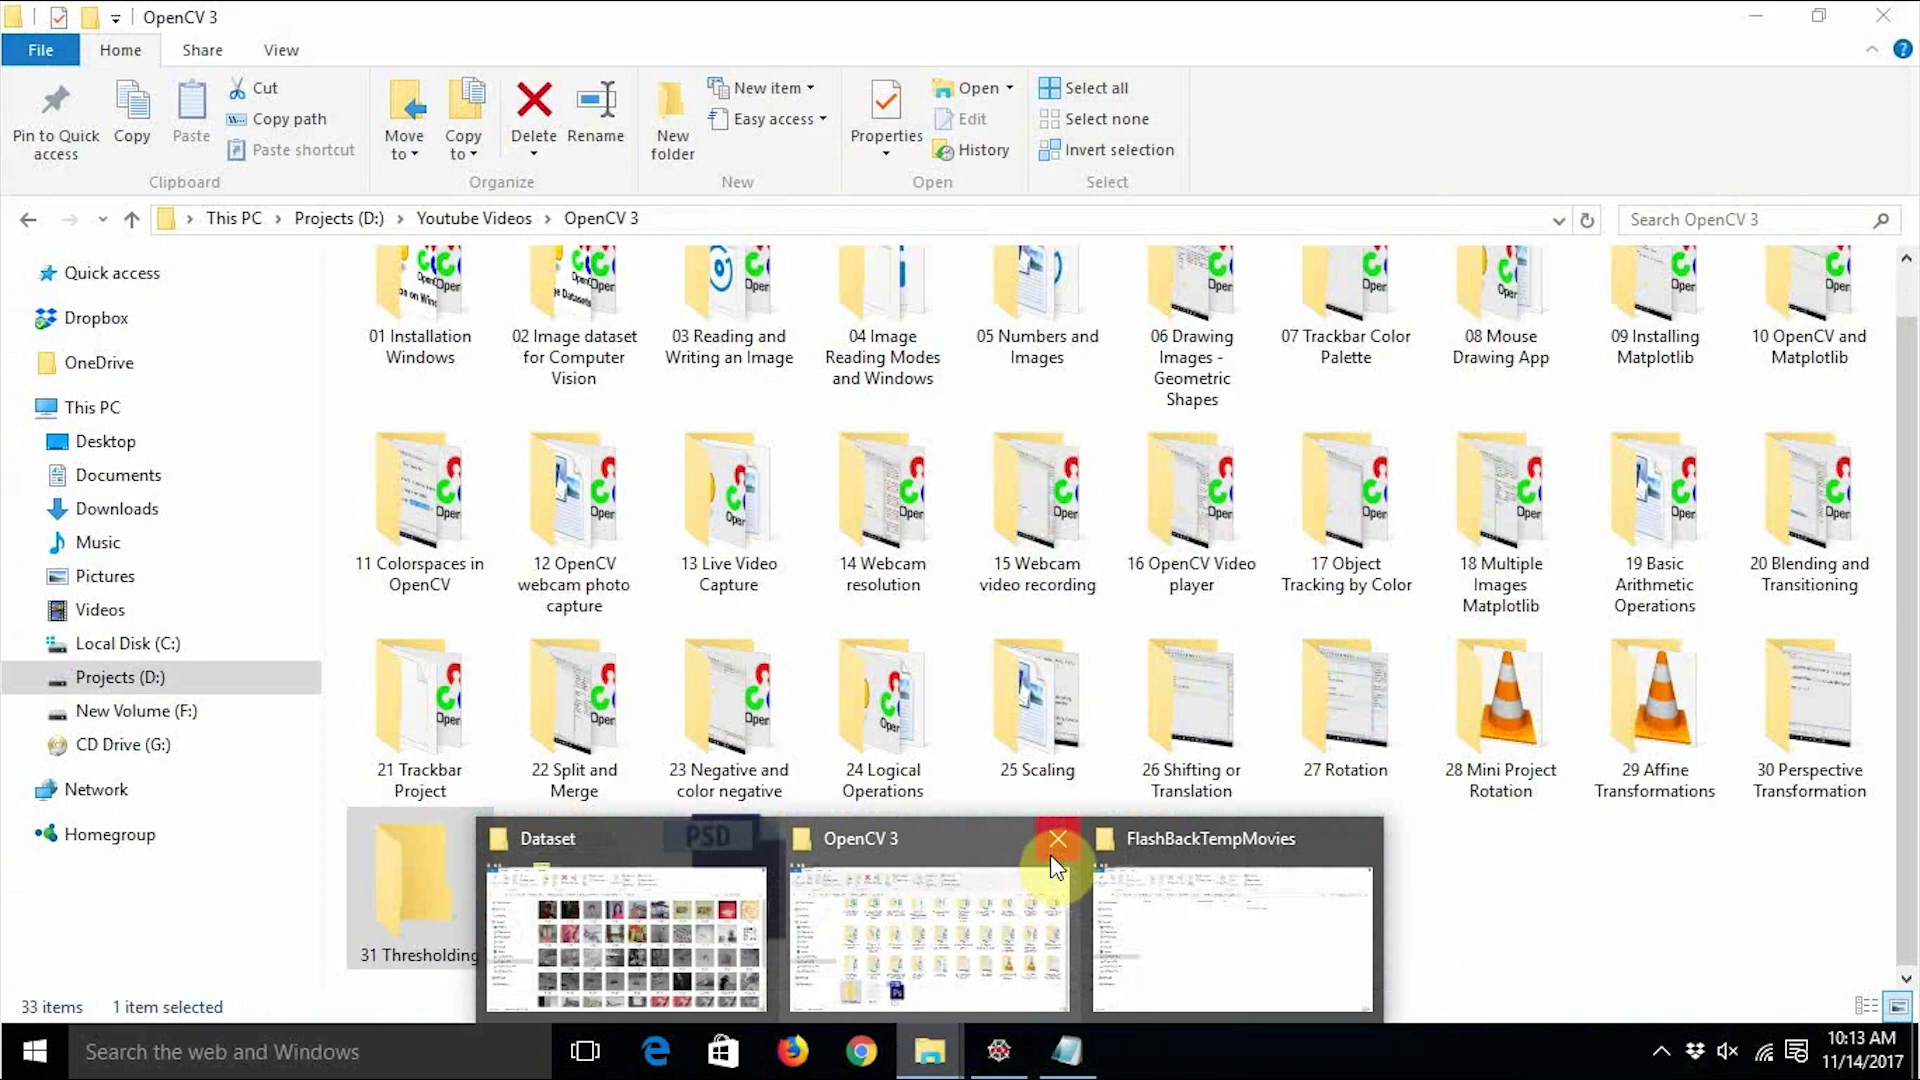 OpenCV 3
File Home Share View
Pin to Quick access
Copy
Paste
Cut
Copy path
Paste shortcut
Clipboard
Move to
Copy to
Delete
Rename
Organize
New folder
New item
Easy access
New
Properties
Open
Edit
History
Open
Select all
Select none
Invert selection
Select
This PC Projects (D:) Youtube Videos OpenCV 3
Search OpenCV 3
Quick access
Dropbox
OneDrive
This PC
Desktop
Documents
Downloads
Music
Pictures
Videos
Local Disk (C:)
Projects (D:)
New Volume (F:)
CD Drive (G:)
Network
Homegroup
01 Installation
Windows
02 Image dataset
for Computer
Vision
03 Reading and
Writing an Image
04 Image
Reading Modes
and Windows
05 Numbers and
Images
06 Drawing
Images -
Geometric
Shapes
07 Trackbar Color
Palette
08 Mouse
Drawing App
09 Installing
Matplotlib
10 OpenCV and
Matplotlib
11 Colorspaces in
OpenCV
12 OpenCV
webcam photo
capture
13 Live Video
Capture
14 Webcam
resolution
15 Webcam
video recording
16 OpenCV Video
player
17 Object
Tracking by Color
18 Multiple
Images
Matplotlib
19 Basic
Arithmetic
Operations
20 Blending and
Transitioning
21 Trackbar
Project
22 Split and
Merge
23 Negative and
color negative
24 Logical
Operations
25 Scaling
26 Shifting or
Translation
27 Rotation
28 Mini Project
Rotation
29 Affine
Transformations
30 Perspective
Transformation
31 Thresholding
PSD
Dataset
OpenCV 3
FlashBackTempMovies
33 items 1 item selected
Search the web and Windows
10:13 AM
11/14/2017